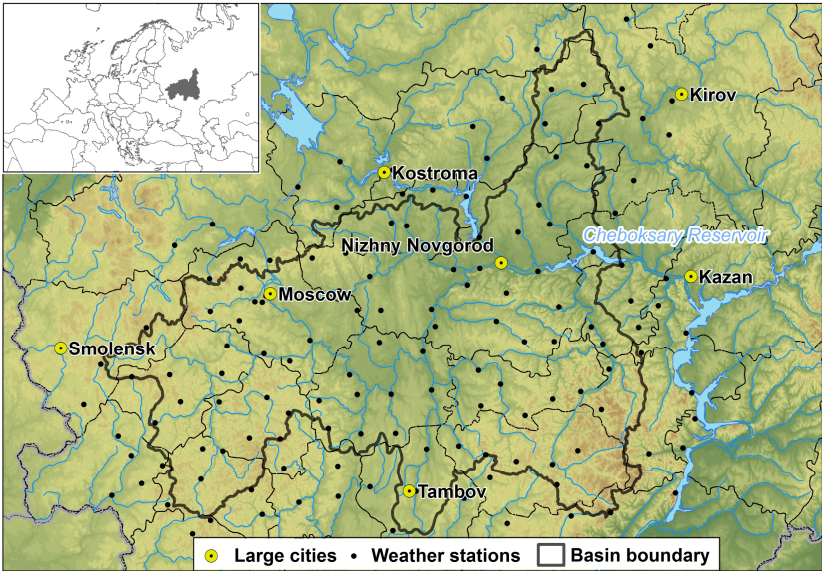 Kirov
Kostroma
Cheboksary Reservoir
Nizhny Novgorod
Kazan
Moscow
Smolensk
Tambov
Large cities Weather stations Basin boundary